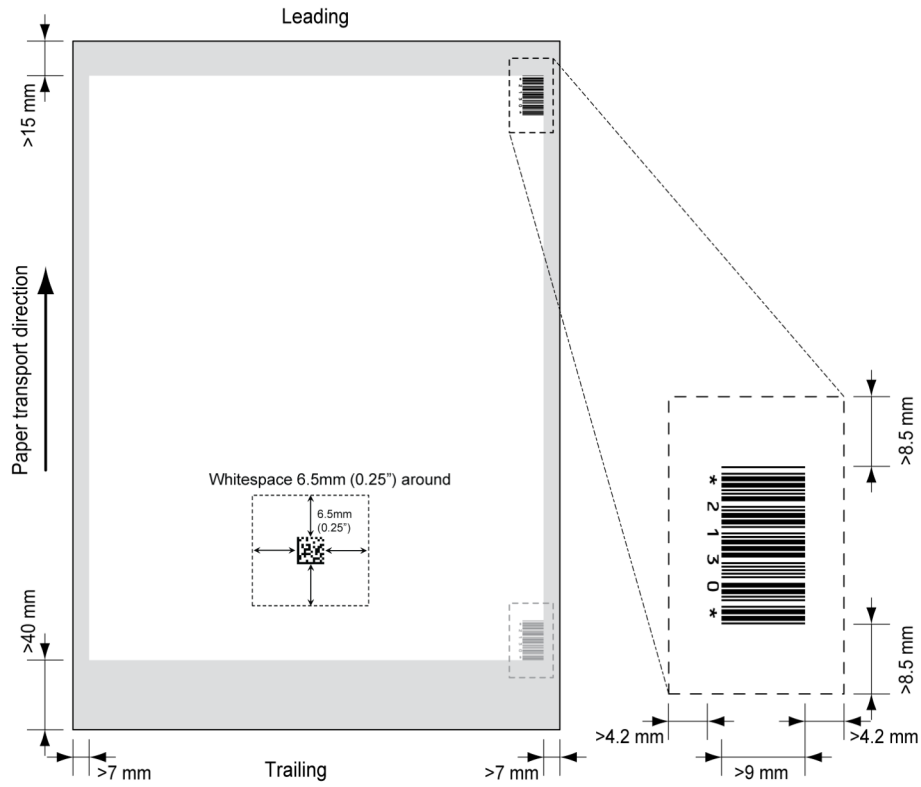 Leading
>15 mm
Paper transport direction
Whitespace 6.5mm (0.25”) around
6.5mm
(0.25”)
>40 mm
>7 mm
Trailing
>7 mm
>8.5 mm
*2130*
>8.5 mm
>4.2 mm
>4.2 mm
>9 mm